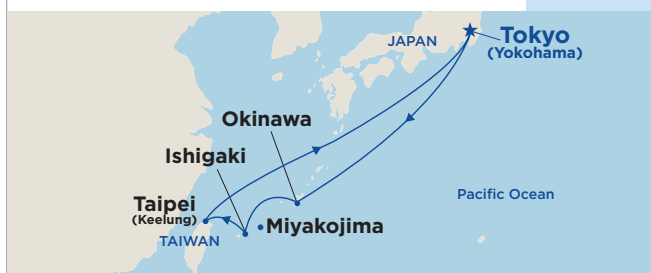 JAPAN
Tokyo
(Yokohama)
Okinawa
Ishigaki
Taipei
(Keelung)
Pacific Ocean
Miyakojima
TAIWAN